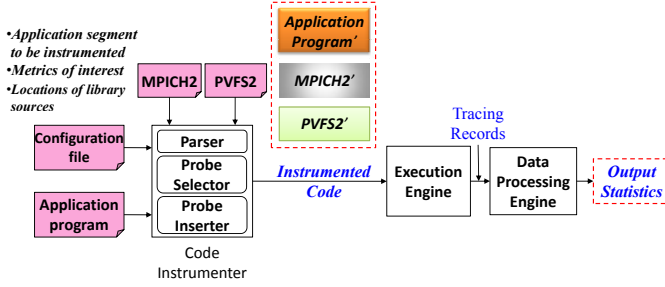 •Application segment
to be instrumented
•Metrics of interest
•Locations of library
sources
MPICH2
PVFS2
Application
Program′
MPICH2′
PVFS2′
Configuration
file
Application
program
Parser
Probe
Selector
Probe
Inserter
Code
Instrumenter
Instrumented
Code
Execution
Engine
Tracing
Records
Data
Processing
Engine
Output
Statistics